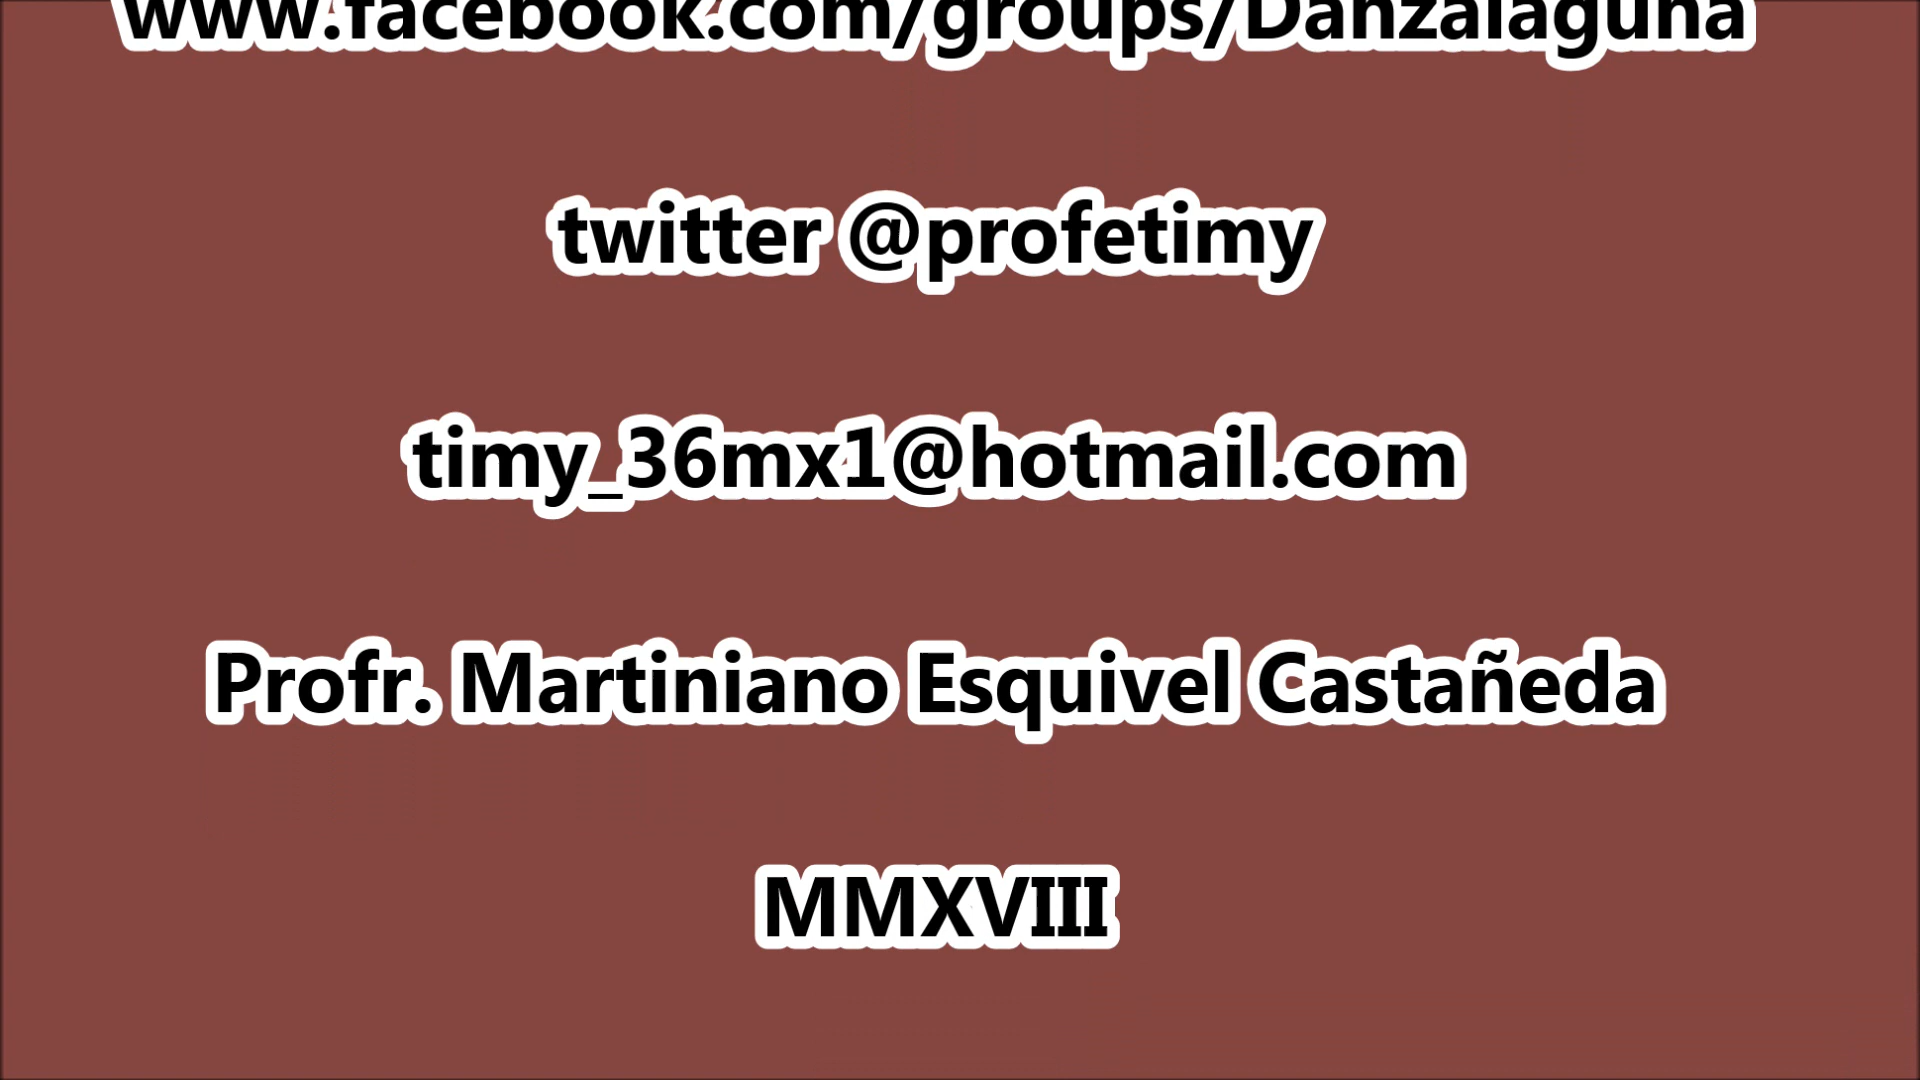 www.facebook.com/groups/Danzalaguna
twitter @profetimy
timy_36mx1@hotmail.com
Profr. Martiniano Esquivel Castañeda
MMXVIII